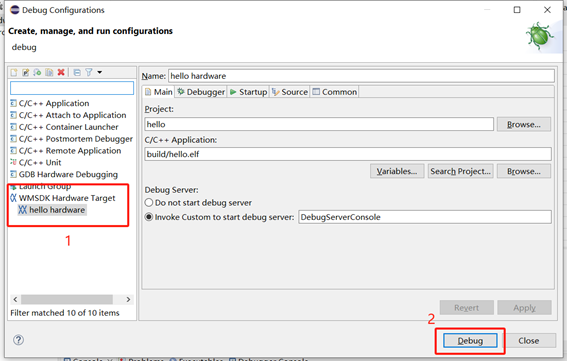 Debug Configurations
Create, manage, and run configurations
debug
Name: hello hardware
Main Debugger Startup Source Common
C/C++ Application
C/C++ Attach to Application
C/C++ Container Launcher
C/C++ Postmortem Debugger
C/C++ Remote Application
C/C++ Unit
GDB Hardware Debugging
Launch Group
WMSDK Hardware Target
hello hardware
1
Filter matched 10 of 10 items
Project:
hello
Browse...
C/C++ Application:
build/hello.elf
Variables... Search Project... Browse...
Debug Server:
Do not start debug server
Invoke Custom to start debug server: DebugServerConsole
Revert Apply
2
Debug Close